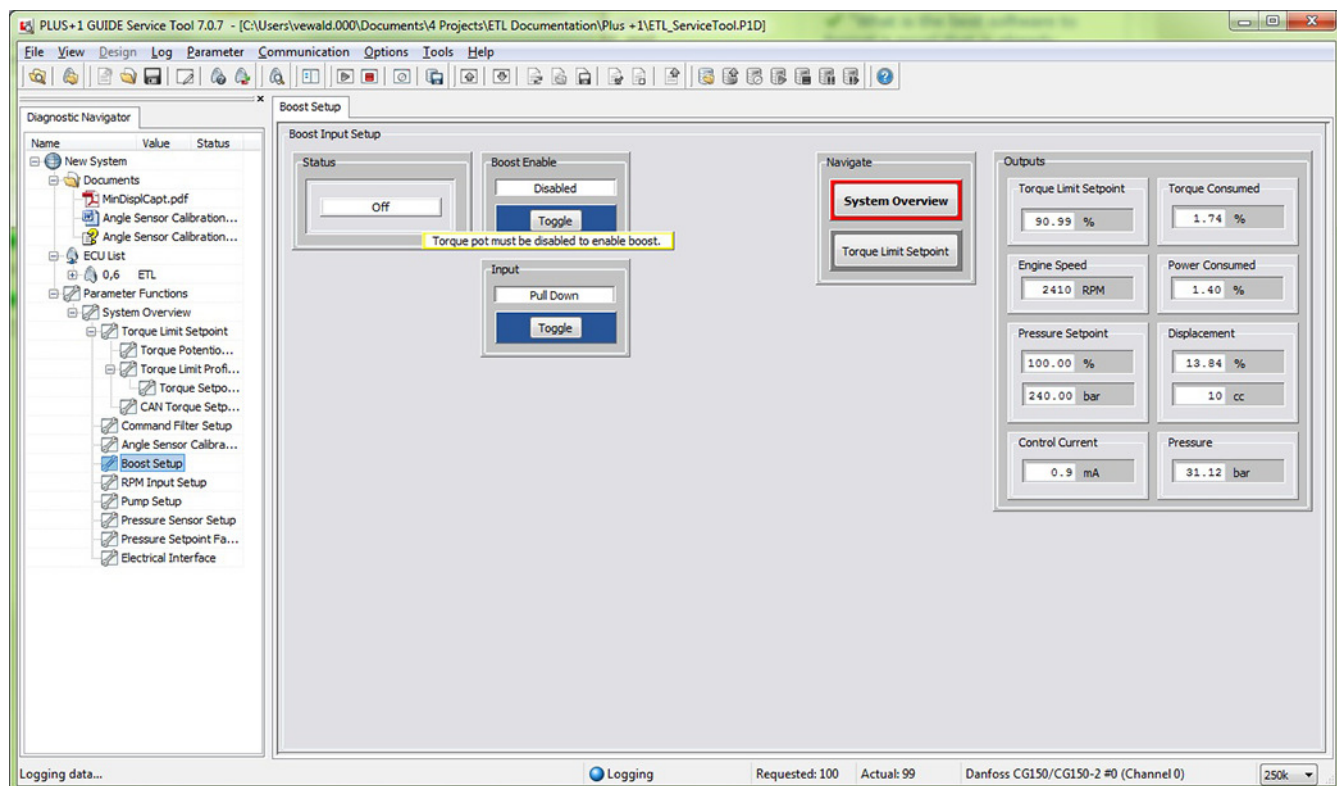 PLUS+1 GUIDE Service Tool 7.0.7 - [C:\Users\vewald.000\Documents\4 Projects\ETL Documentation\Plus +1\ETL_ServiceTool.P1D]
File View Design Log Parameter Communication Options Tools Help
Diagnostic Navigator
Name Value Status
New System
Documents
MinDisplCapt.pdf
Angle Sensor Calibration...
Angle Sensor Calibration...
ECU List
0,6 ETL
Parameter Functions
System Overview
Torque Limit Setpoint
Torque Potentio...
Torque Limit Profi...
Torque Setpo...
CAN Torque Setp...
Command Filter Setup
Angle Sensor Calibra...
Boost Setup
RPM Input Setup
Pump Setup
Pressure Sensor Setup
Pressure Setpoint Fa...
Electrical Interface
Boost Setup
Boost Input Setup
Status
Off
Boost Enable
Disabled
Toggle
Torque pot must be disabled to enable boost.
Input
Pull Down
Toggle
Navigate
System Overview
Torque Limit Setpoint
Outputs
Torque Limit Setpoint
90.99 %
Torque Consumed
1.74 %
Engine Speed
2410 RPM
Power Consumed
1.40 %
Pressure Setpoint
100.00 %
240.00 bar
Displacement
13.84 %
10 cc
Control Current
0.9 mA
Pressure
31.12 bar
Logging data...
Logging
Requested: 100
Actual: 99
Danfoss CG150/CG150-2 #0 (Channel 0)
250k